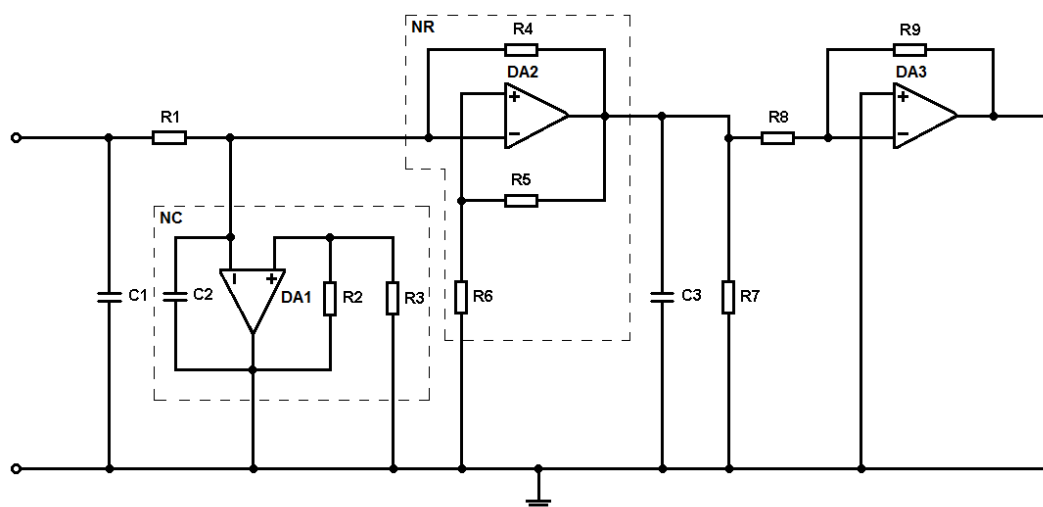 NR
R4
R9
DA2
DA3
+
+
R1
R8
−
−
R5
NC
+
−
C1
C2
DA1
R2
R3
R6
C3
R7